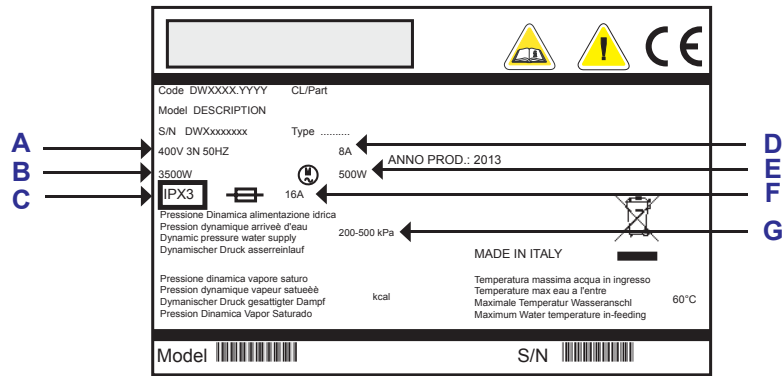 Code DWXXXX.YYYY CL/Part
Model DESCRIPTION
S/N DWXxxxxxx Type ..........
A 400V 3N 50HZ 8A D
ANNO PROD.: 2013
B 3500W 500W E
C IPX3 16A F
Pressione Dinamica alimentazione idrica
Pression dynamique arriveè d'eau
Dynamic pressure water supply
Dynamischer Druck asserreinlauf
200-500 kPa G
MADE IN ITALY
Pressione dinamica vapore saturo
Pression dynamique vapeur satueèè
Dymanischer Druck gesattigter Dampf
Pression Dinamica Vapor Saturado
kcal
Temperatura massima acqua in ingresso
Temperature max eau a l'entre
Maximale Temperatur Wasseranschl
Maximum Water temperature in-feeding
60°C
Model S/N